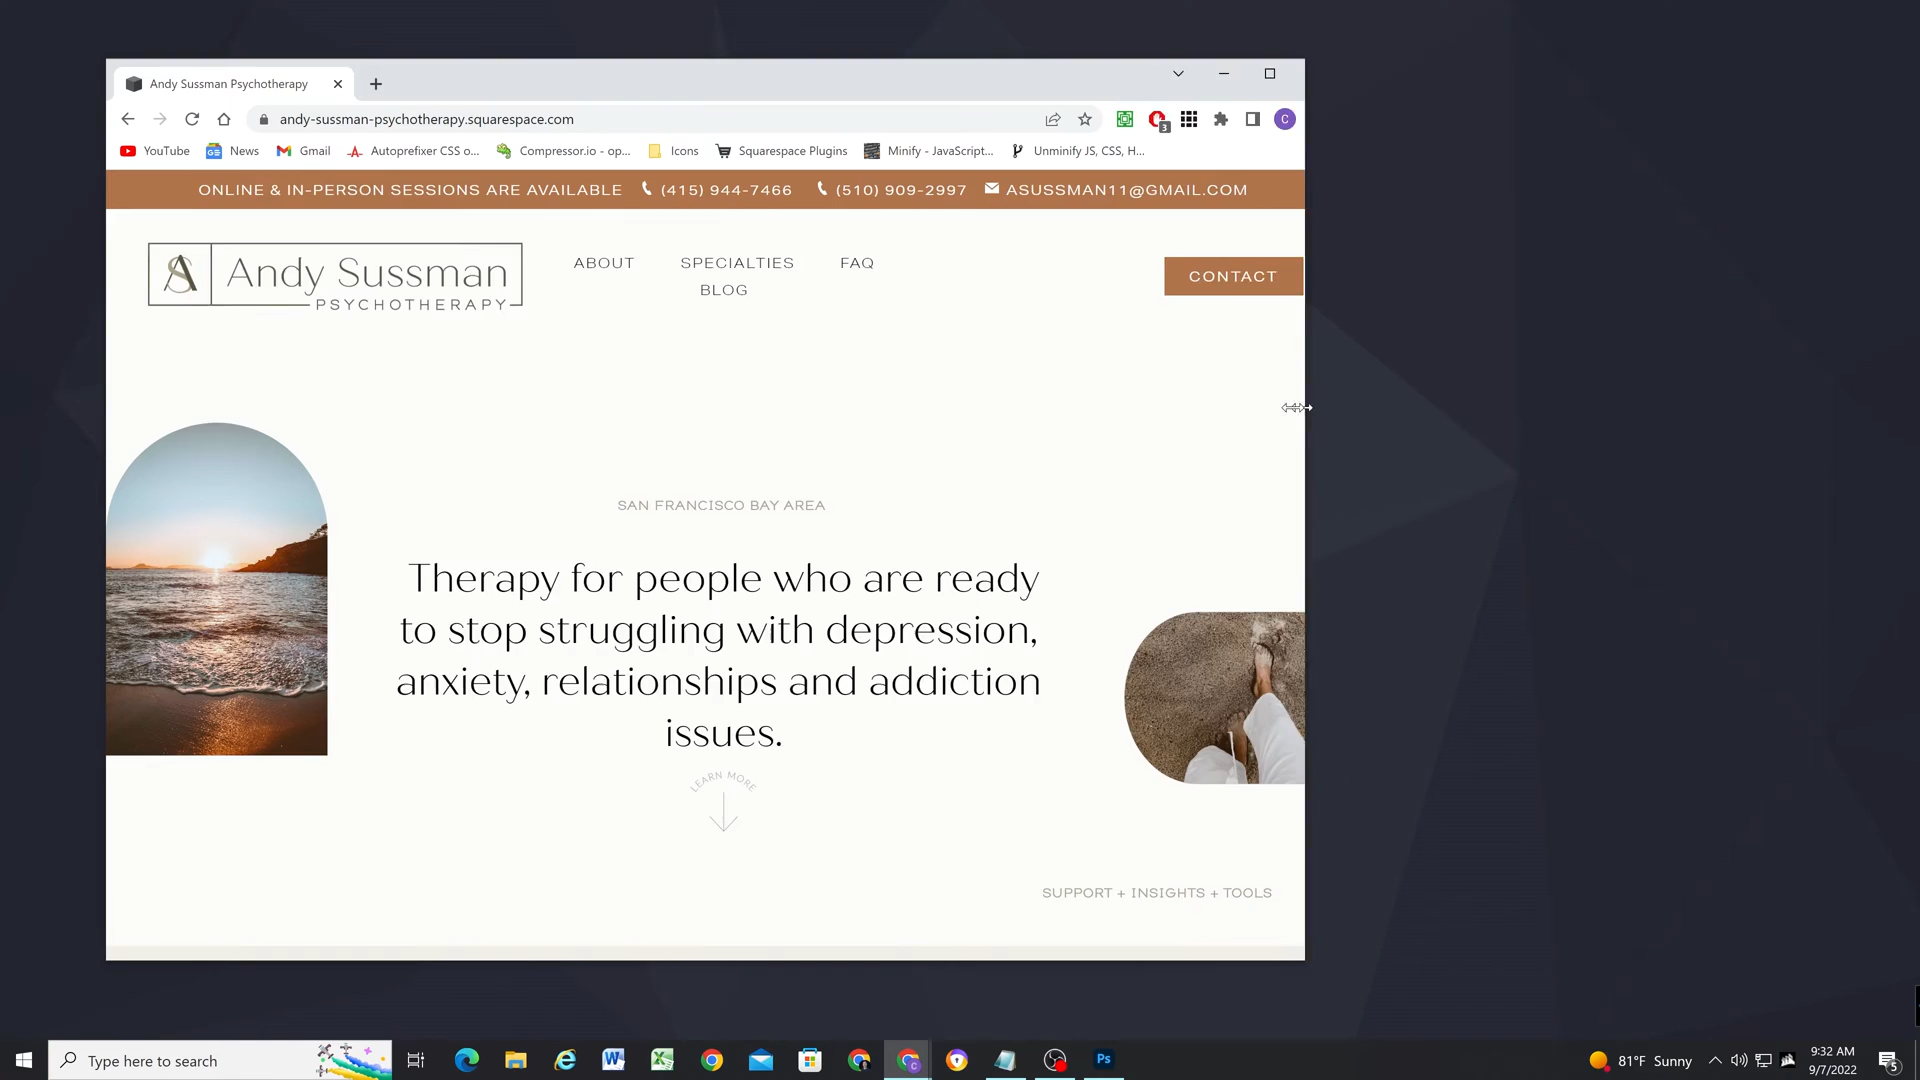 Andy Sussman Psychotherapy
andy-sussman-psychotherapy.squarespace.com
3
C
YouTube News Gmail Autoprefixer CSS o... Compressor.io - op... Icons Squarespace Plugins Minify - JavaScript... Unminify JS, CSS, H...
ONLINE & IN-PERSON SESSIONS ARE AVAILABLE (415) 944-7466 (510) 909-2997 ASUSSMAN11@GMAIL.COM
AS Andy Sussman
PSYCHOTHERAPY
ABOUT SPECIALTIES FAQ
BLOG
CONTACT
SAN FRANCISCO BAY AREA
Therapy for people who are ready
to stop struggling with depression,
anxiety, relationships and addiction
issues.
LEARN MORE
SUPPORT + INSIGHTS + TOOLS
Type here to search
C
Ps
81°F Sunny
9:32 AM
9/7/2022
5